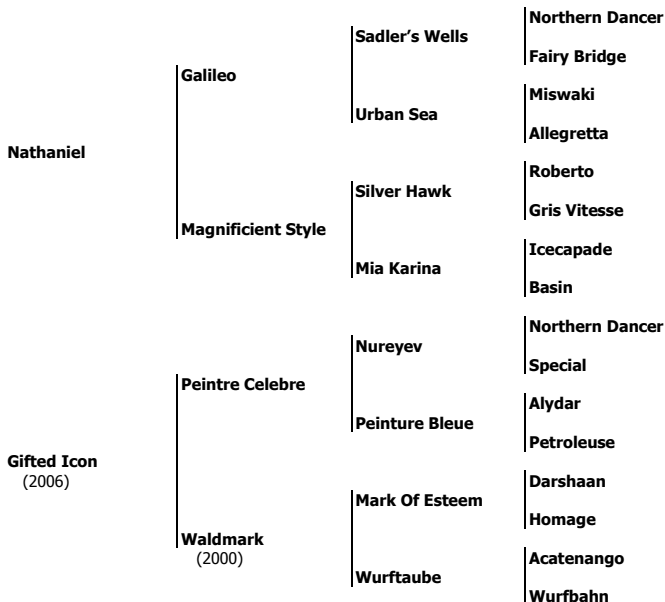 Northern Dancer
Sadler's Wells
Fairy Bridge
Galileo
Miswaki
Urban Sea
Allegretta
Nathaniel
Roberto
Silver Hawk
Gris Vitesse
Magnificient Style
Icecapade
Mia Karina
Basin
Northern Dancer
Nureyev
Special
Peintre Celebre
Alydar
Peinture Bleue
Petroleuse
Gifted Icon
(2006)
Darshaan
Mark Of Esteem
Homage
Waldmark
(2000)
Acatenango
Wurftaube
Wurfbahn